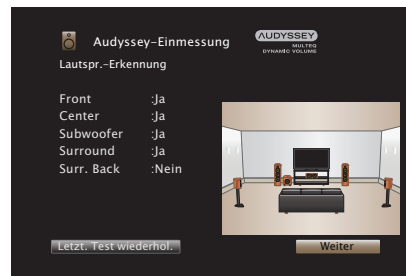 Audyssey-Einmessung
AUDYSSEY
MULTEQ
DYNAMIC VOLUME
Lautspr.-Erkennung
Front :Ja
Center :Ja
Subwoofer :Ja
Surround :Ja
Surr. Back :Nein
Letzt. Test wiederhol.
Weiter